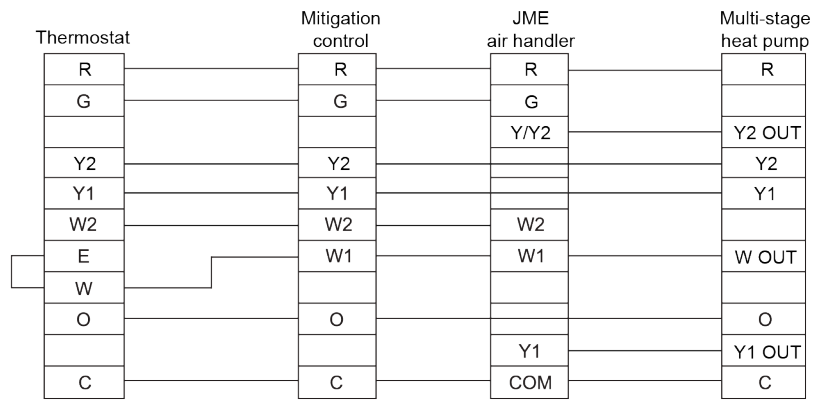 Thermostat
Mitigation
control
JME
air handler
Multi-stage
heat pump
R R R R
G G G
Y/Y2 Y2 OUT
Y2 Y2 Y2
Y1 Y1 Y1
W2 W2 W2
E W1 W1 W OUT
W
O O O
Y1 Y1 OUT
C C COM C